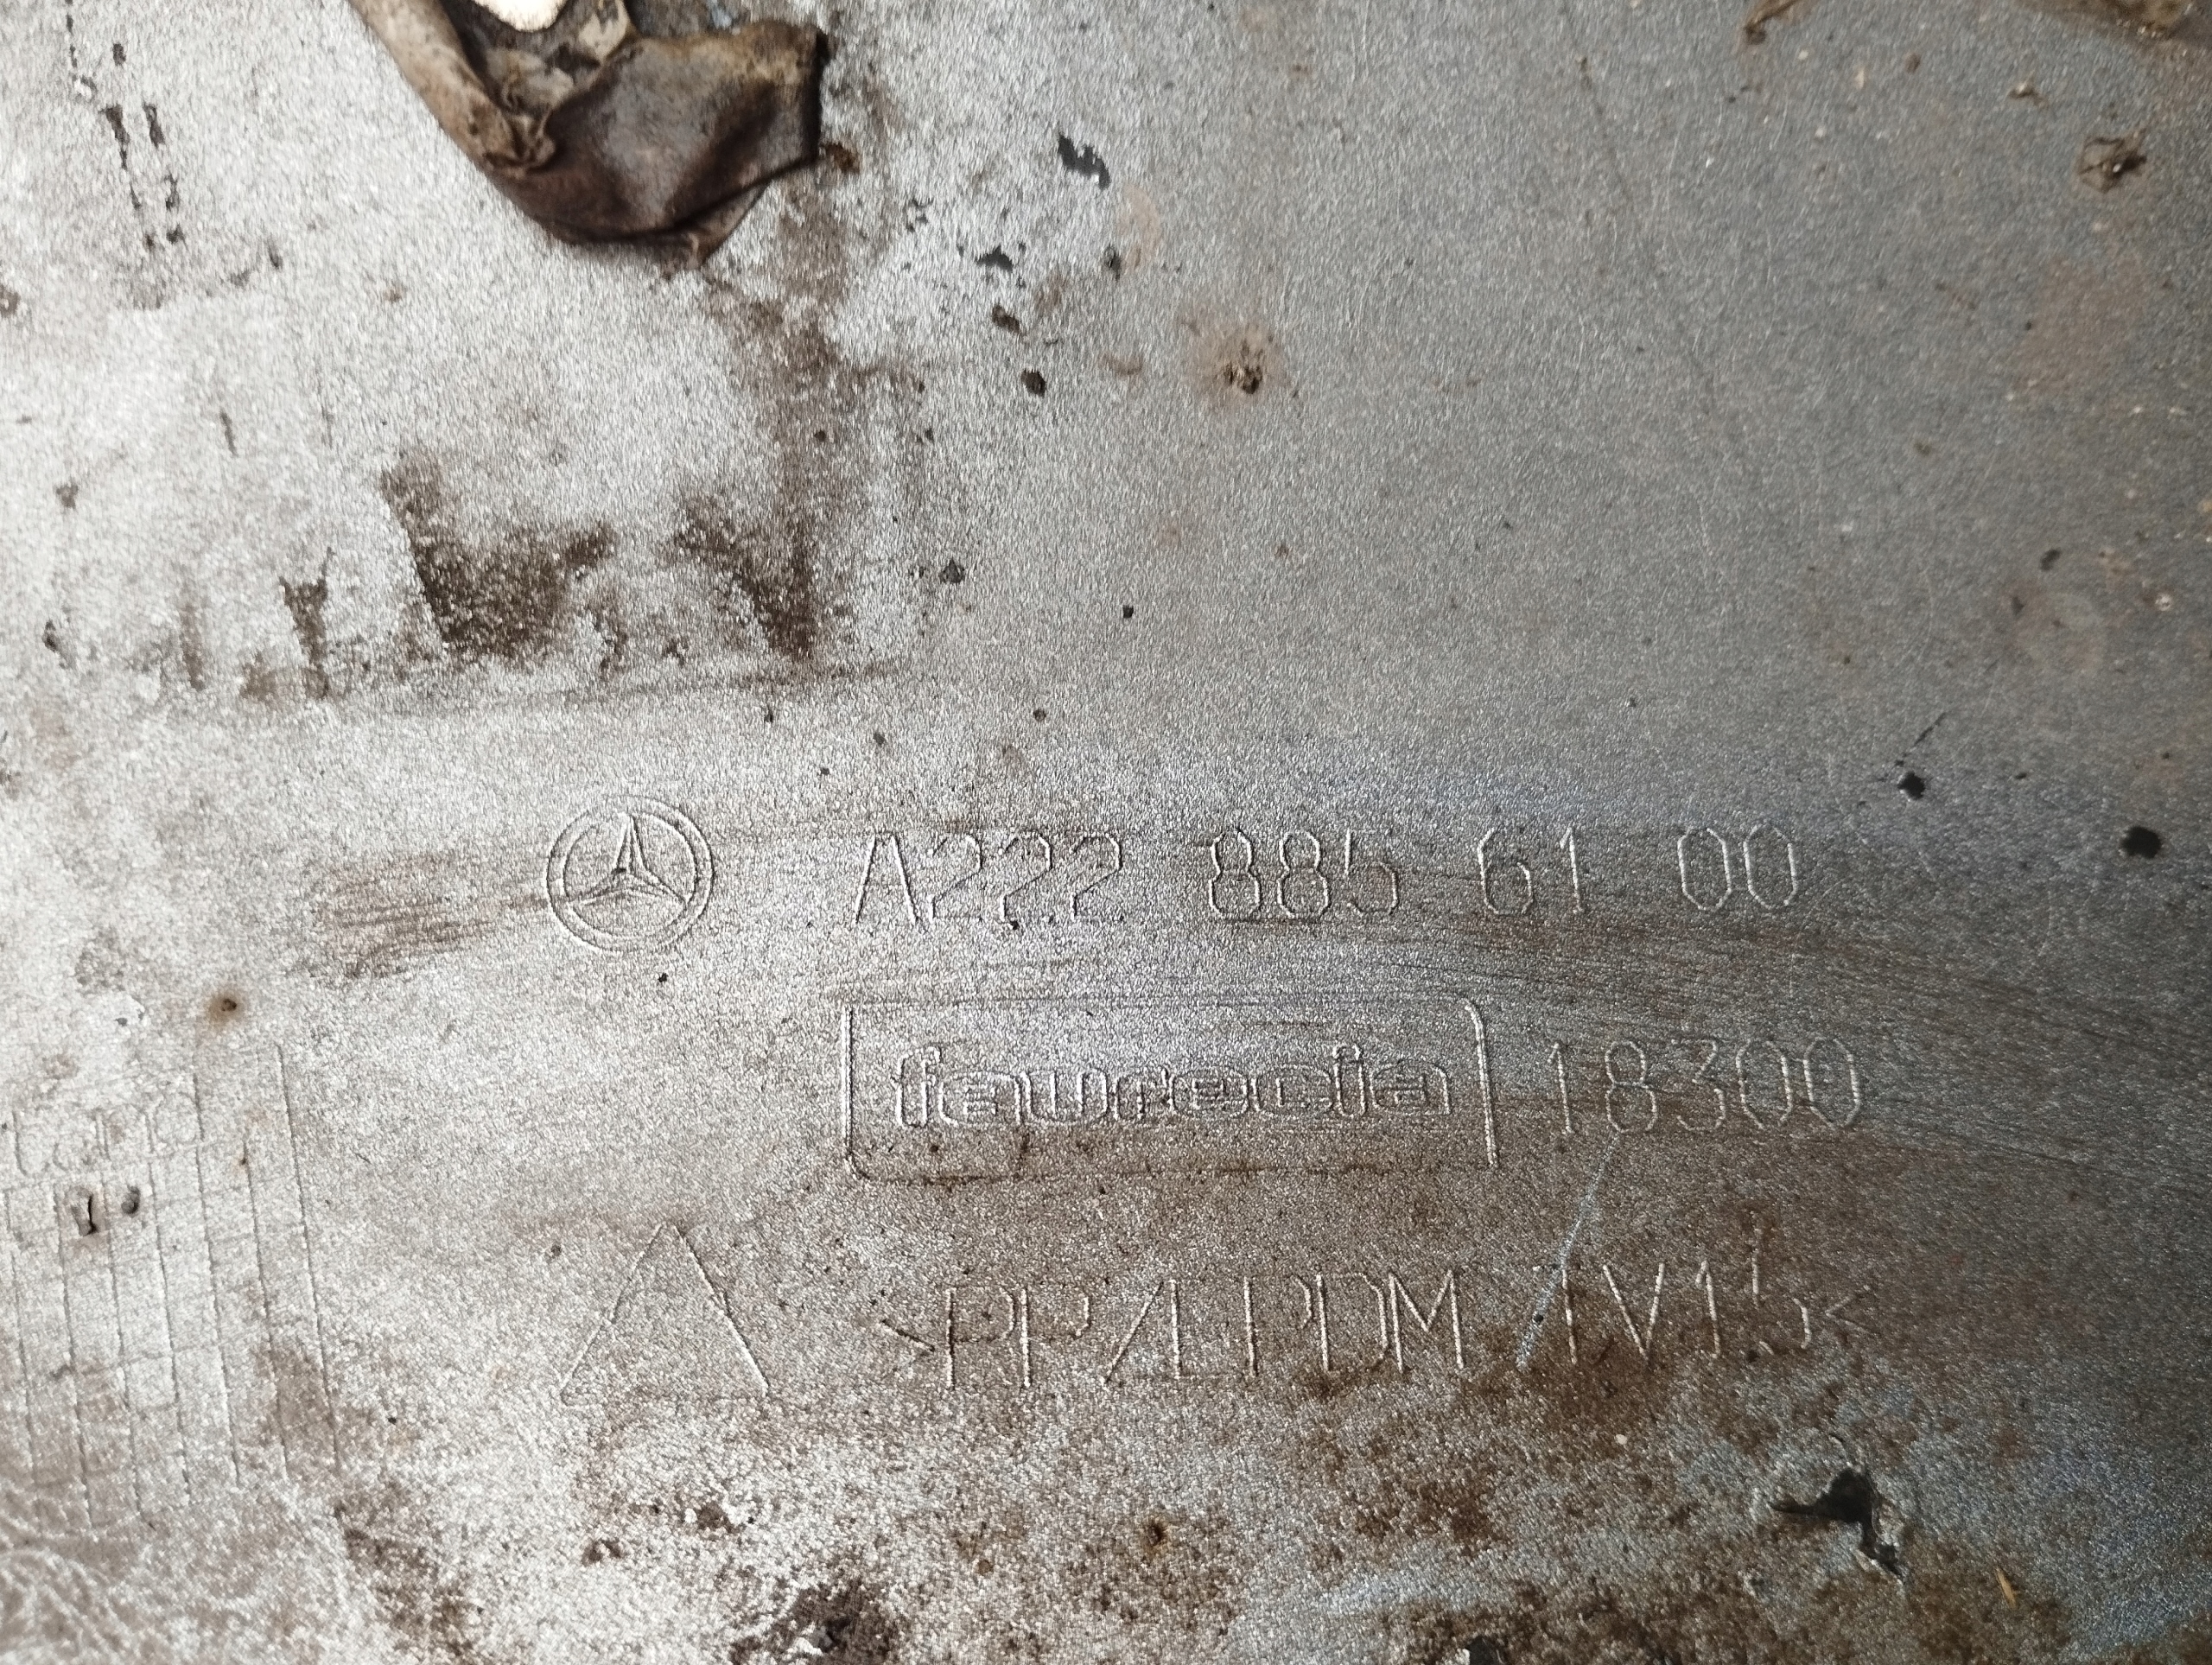 A222 885 61 00
faurecia 18300
>PP/EPDM TV15<